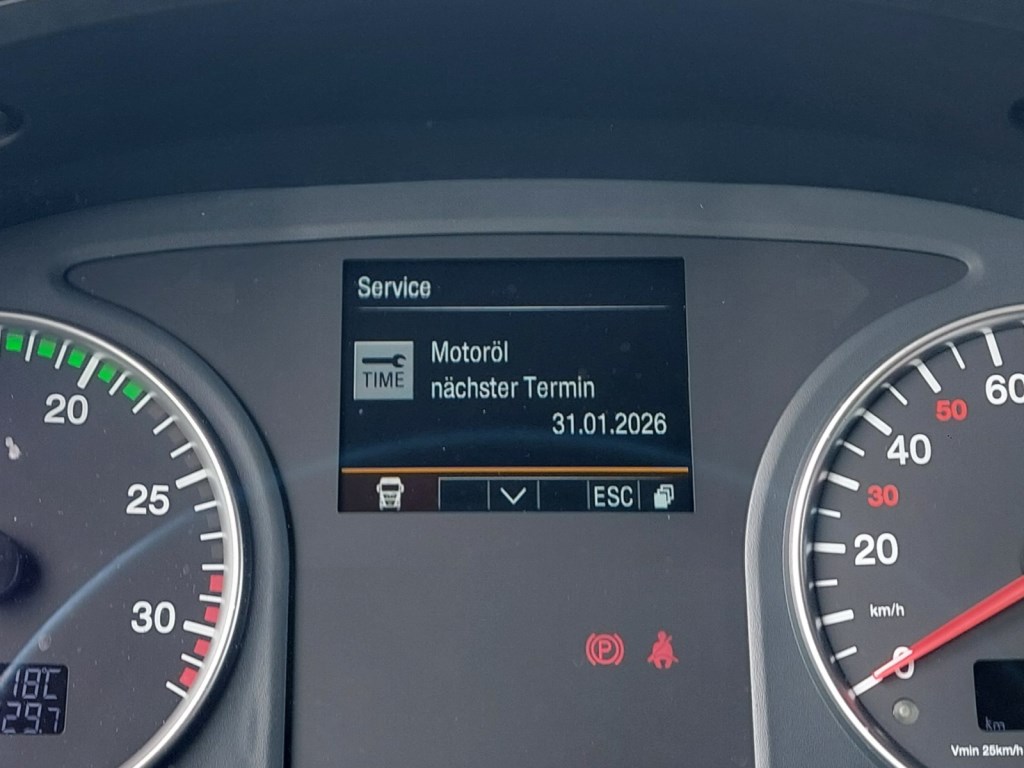 Service
TIME
Motoröl
nächster Termin
31.01.2026
ESC
20
25
30
18°C
29.7
P
60
50
40
30
20
km/h
0
km
Vmin 25km/h